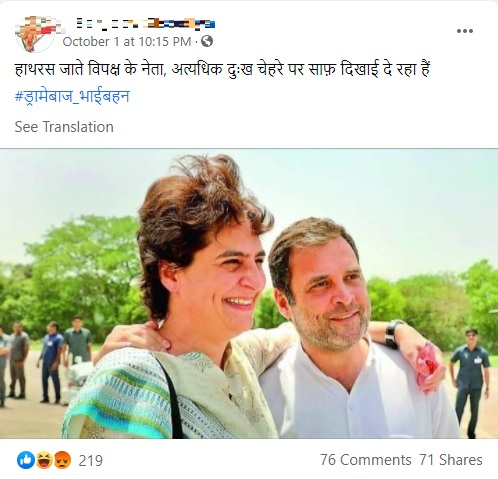 October 1 at 10:15 PM ·
हाथरस जाते विपक्ष के नेता, अत्यधिक दुःख चेहरे पर साफ़ दिखाई दे रहा हैं
#ड्रामेबाज_भाईबहन
See Translation
219
76 Comments 71 Shares